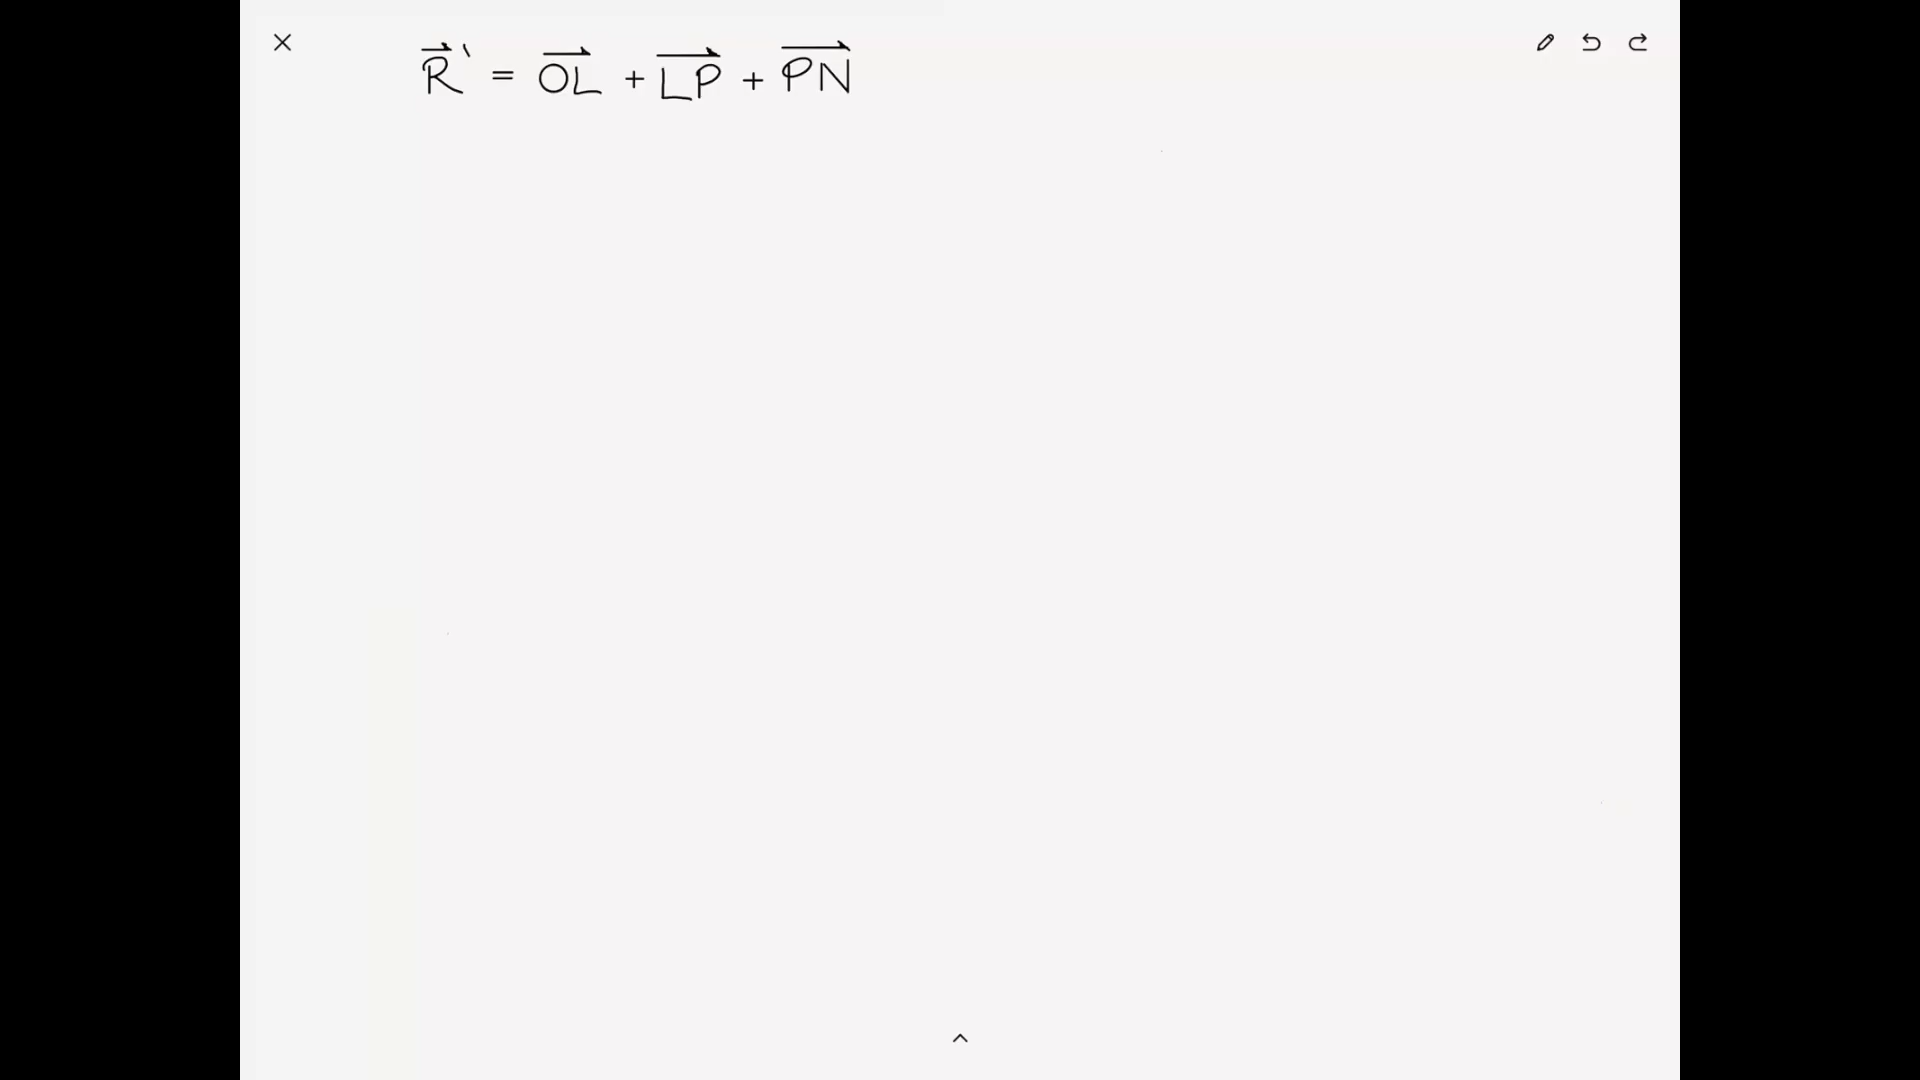 R⃗' = O⃗L⃗ + L⃗P⃗ + P⃗N⃗